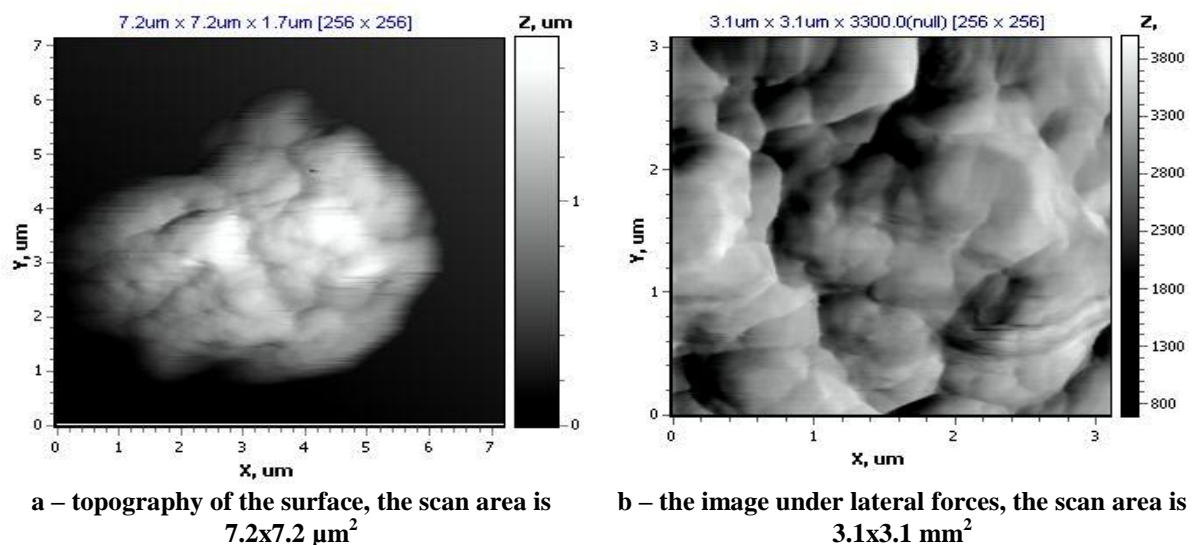 7.2um x 7.2um x 1.7um [256 x 256]
Z, um
7
6
5
4
3
2
1
0
Y, um
0 1 2 3 4 5 6 7
X, um
1
0
3.1um x 3.1um x 3300.0(null) [256 x 256]
Z,
3
2
1
0
Y, um
0 1 2 3
X, um
3800
3300
2800
2300
1800
1300
800
a – topography of the surface, the scan area is
7.2x7.2 µm²
b – the image under lateral forces, the scan area is
3.1x3.1 mm²